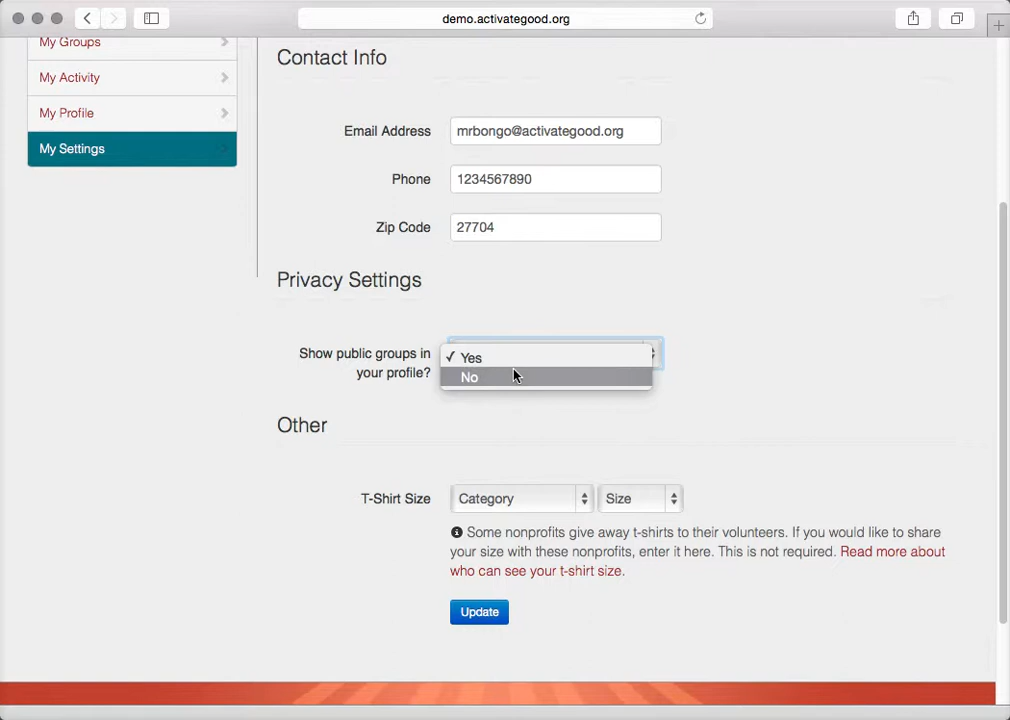 demo.activategood.org
My Groups
My Activity
My Profile
My Settings
Contact Info
Email Address
mrbongo@activategood.org
Phone
1234567890
Zip Code
27704
Privacy Settings
Show public groups in
your profile?
✓ Yes
No
Other
T-Shirt Size
Category
Size
Some nonprofits give away t-shirts to their volunteers. If you would like to share
your size with these nonprofits, enter it here. This is not required. Read more about
who can see your t-shirt size.
Update